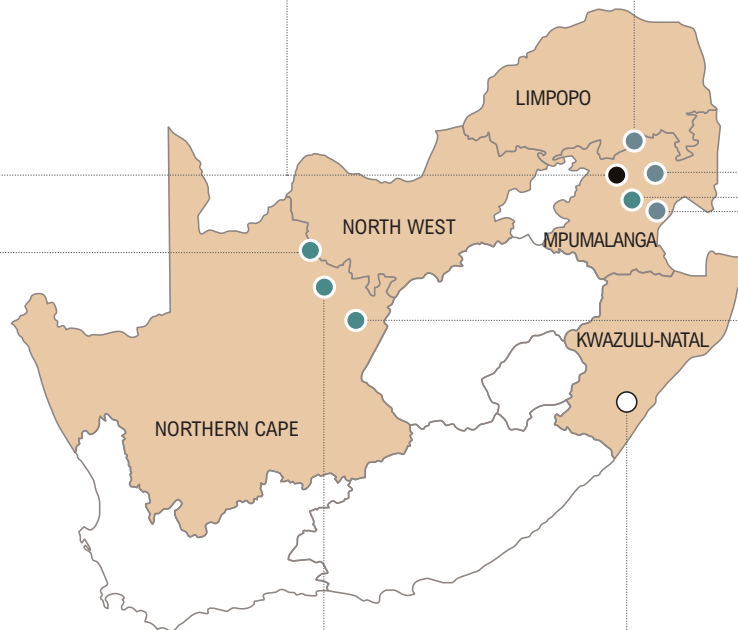 LIMPOPO
NORTH WEST
MPUMALANGA
KWAZULU-NATAL
NORTHERN CAPE